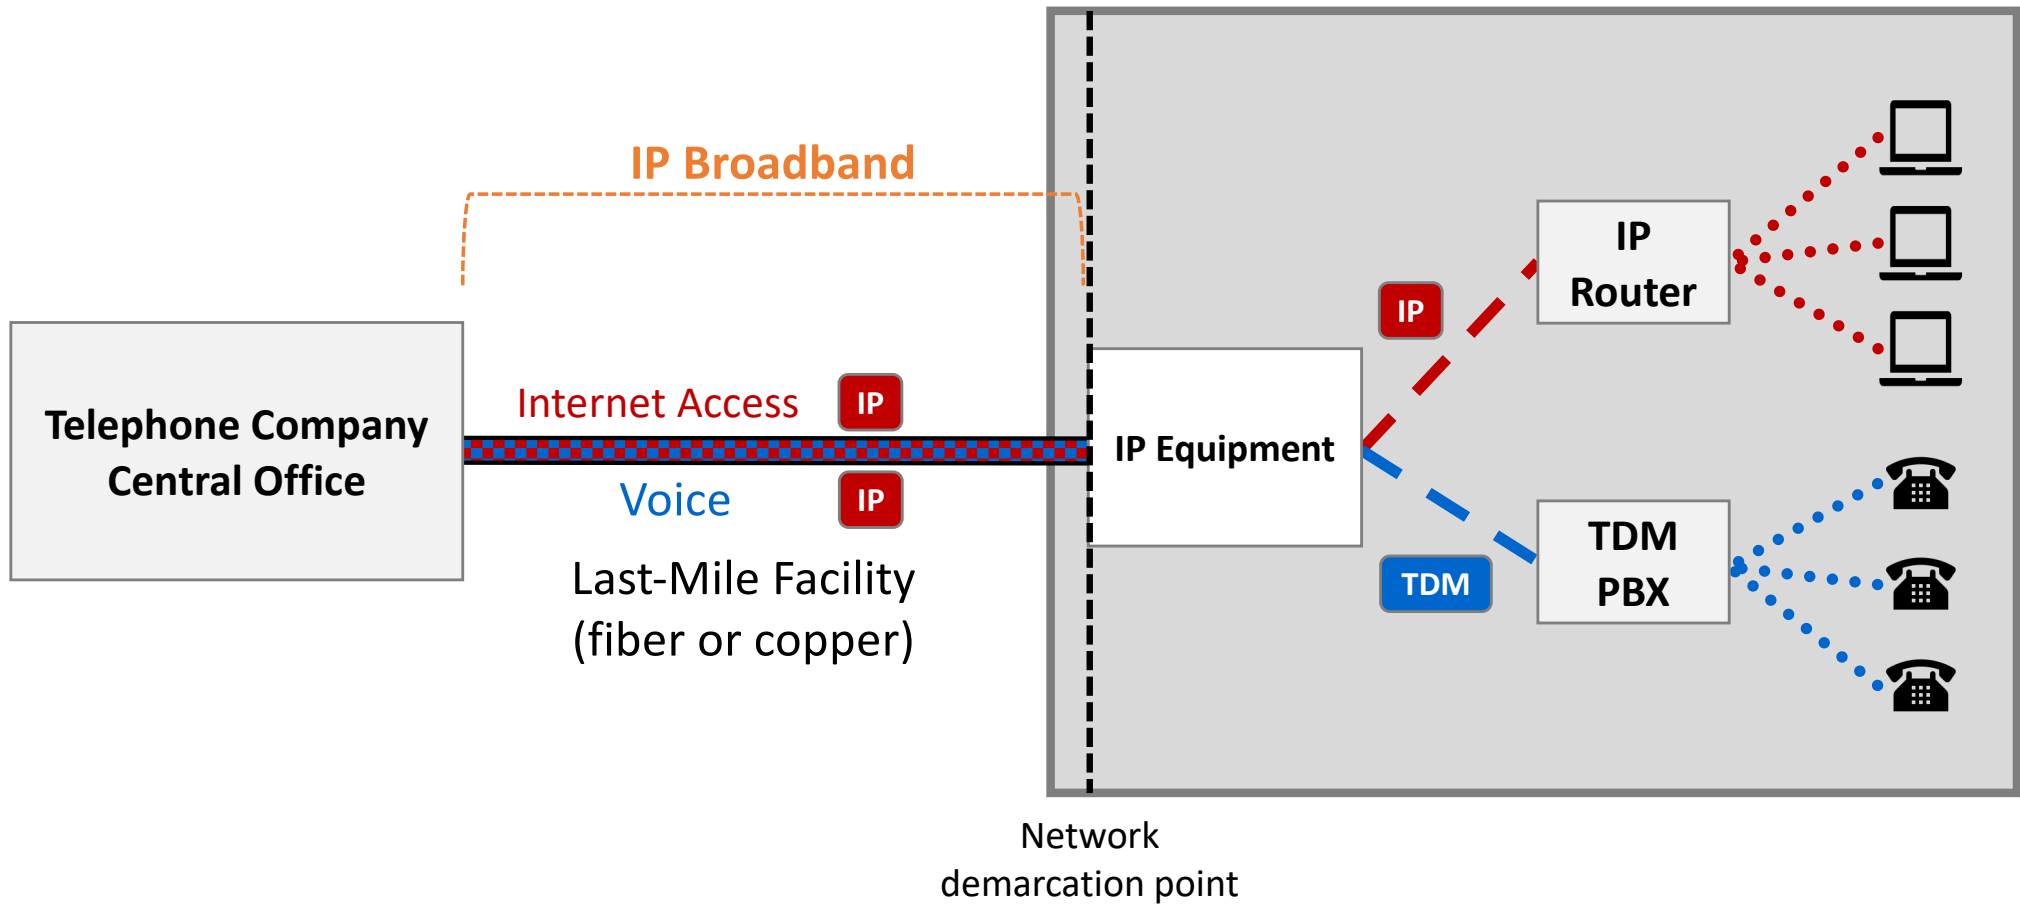 IP Broadband
Telephone Company
Central Office
Internet Access
IP
Voice
IP
Last-Mile Facility
(fiber or copper)
IP Equipment
IP
TDM
IP
Router
TDM
PBX
Network
demarcation point